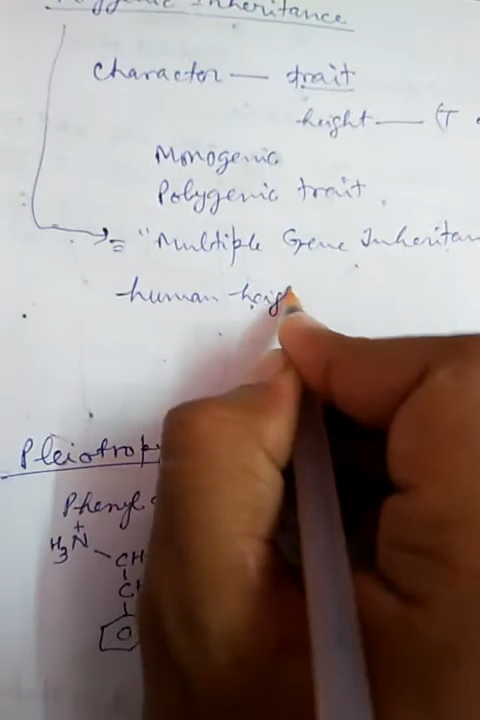 Inheritance
Character — trait
height — (T
Monogenic
Polygenic trait.
= "Multiple Gene Inheritan
human heig
Pleiotrop
Phenyl
H3N+
CH
CH